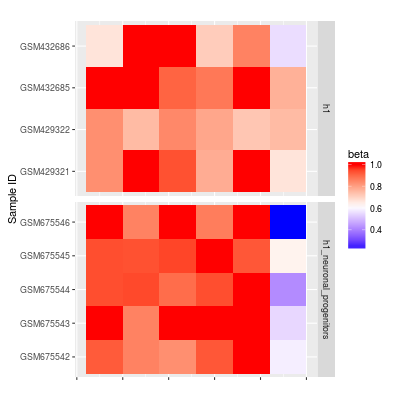 Sample ID
GSM432686
GSM432685
GSM429322
GSM429321
h1
GSM675546
GSM675545
GSM675544
GSM675543
GSM675542
h1_neuronal_progenitors
beta
1.0
0.8
0.6
0.4